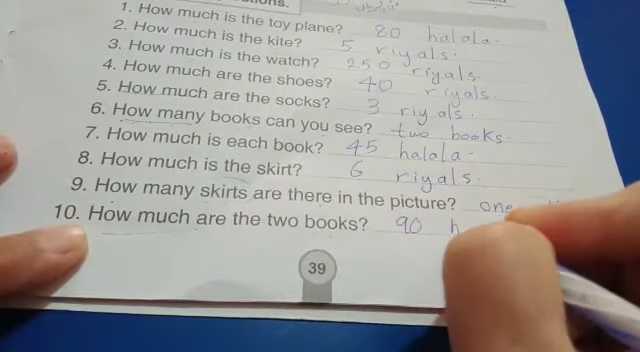 1. How much is the toy plane? 80 halala.
2. How much is the kite? 5 riyals.
3. How much is the watch? 250 riyals.
4. How much are the shoes? 40 riyals.
5. How much are the socks? 3 riyals.
6. How many books can you see? two books.
7. How much is each book? 45 halala.
8. How much is the skirt? 6 riyals.
9. How many skirts are there in the picture? one
10. How much are the two books? 90 h
39